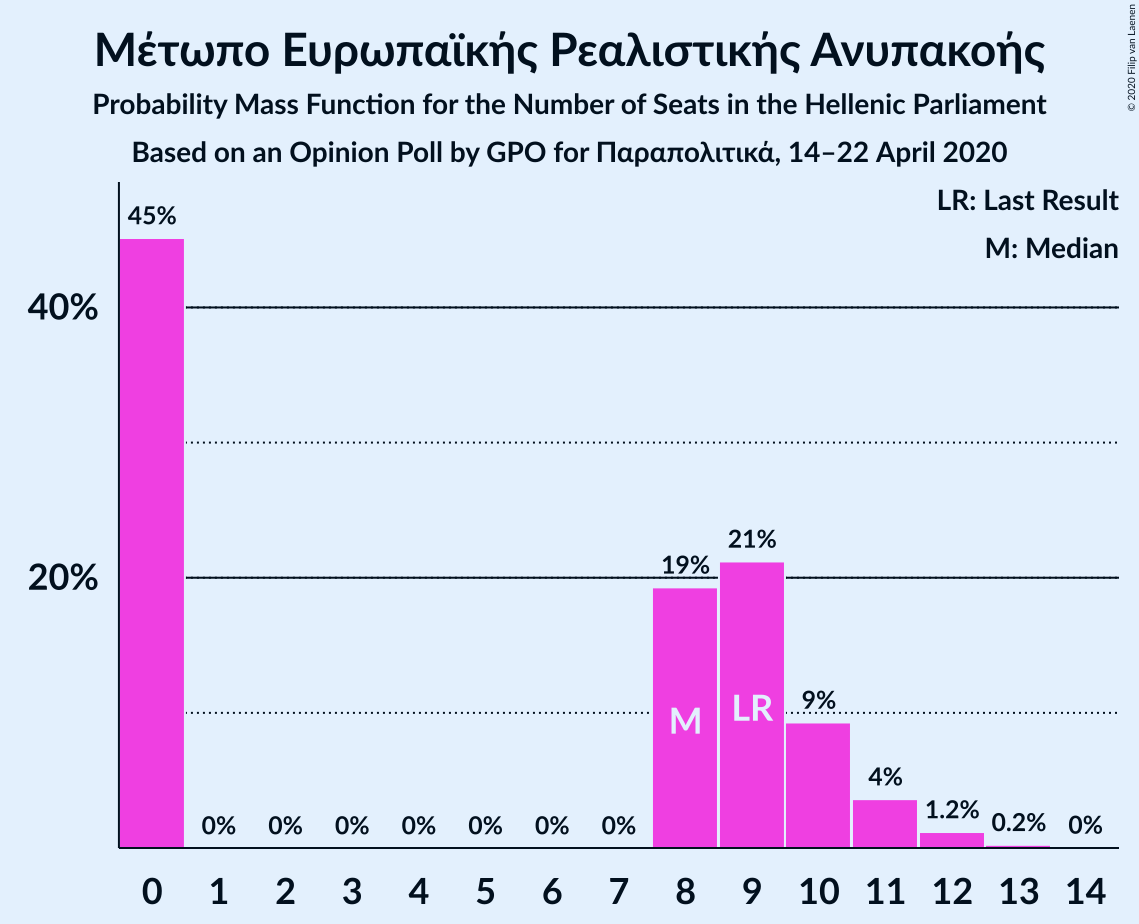 Μέτωπο Ευρωπαϊκής Ρεαλιστικής Ανυπακοής
Probability Mass Function for the Number of Seats in the Hellenic Parliament
Based on an Opinion Poll by GPO for Παραπολιτικά, 14–22 April 2020
© 2020 Filip van Laenen
LR: Last Result
M: Median
45%
40%
21%
19%
20%
M
LR
9%
4%
1.2%
0.2%
0% 0% 0% 0% 0% 0% 0% 0%
0 1 2 3 4 5 6 7 8 9 10 11 12 13 14